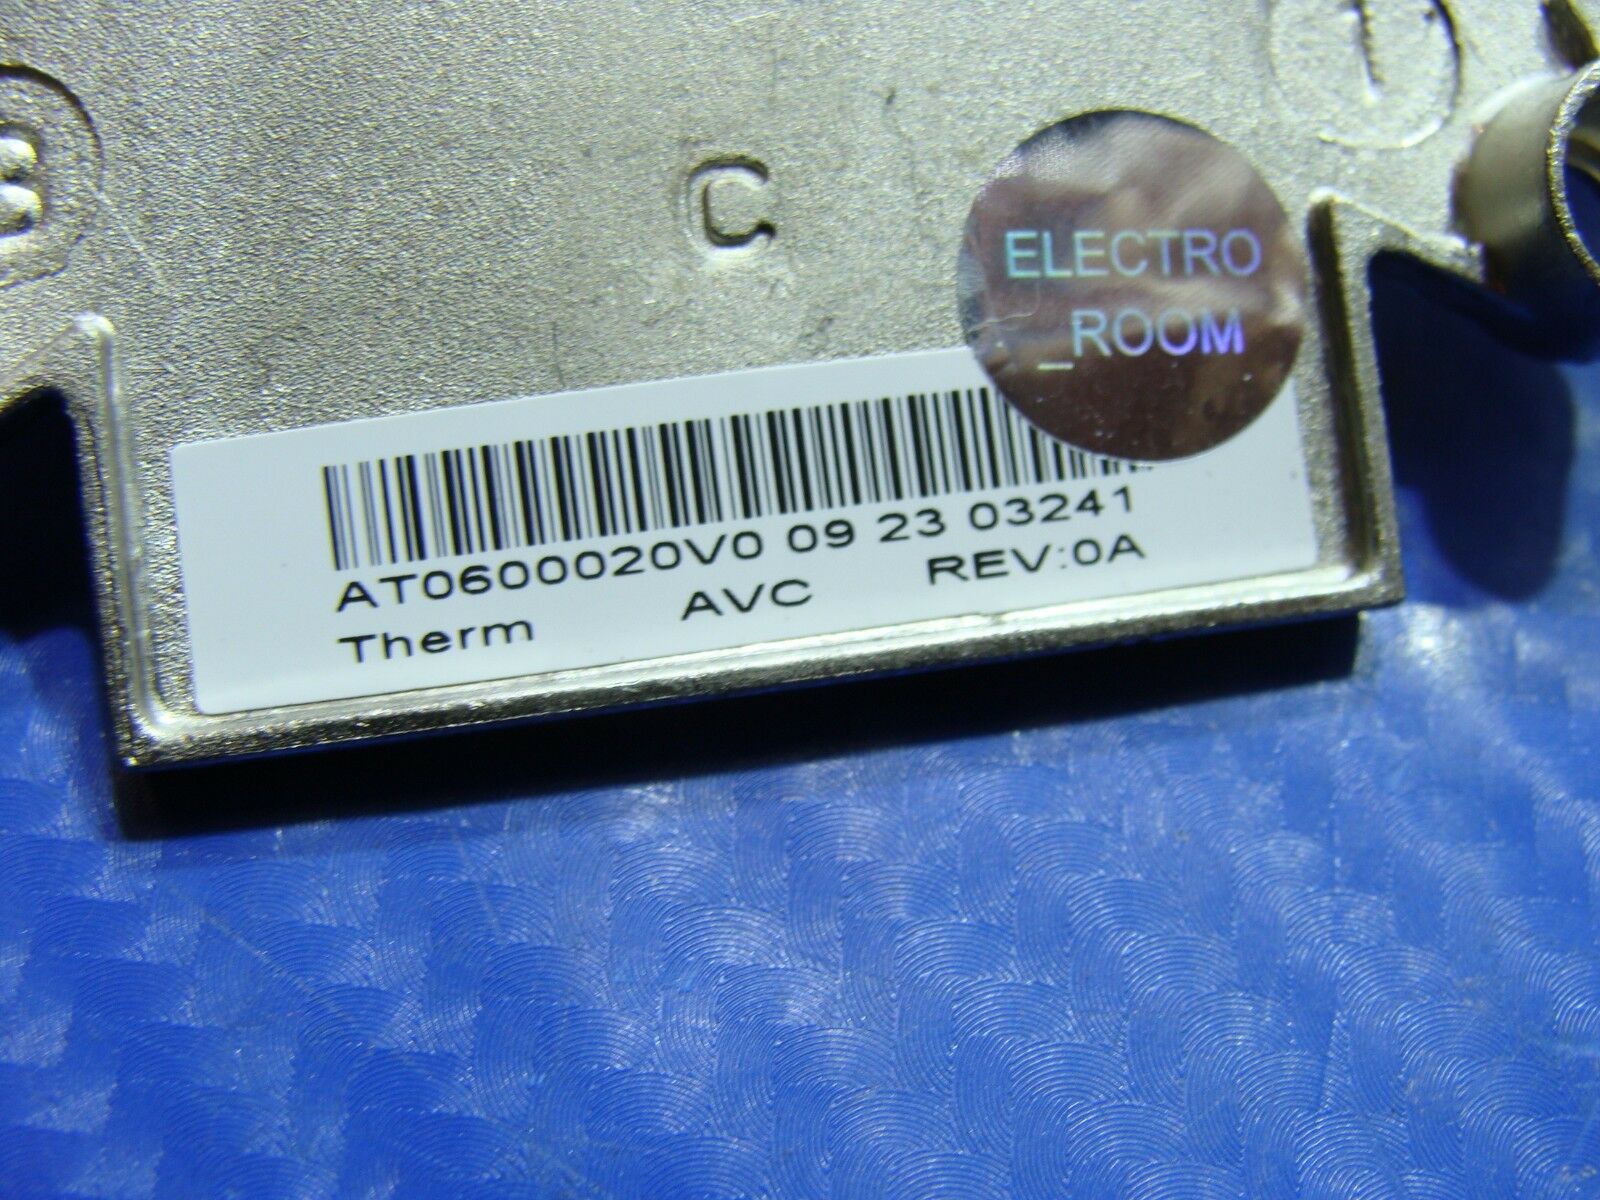 C
ELECTRO
_ROOM
AT0600020V0 09 23 03241
Therm AVC REV:0A